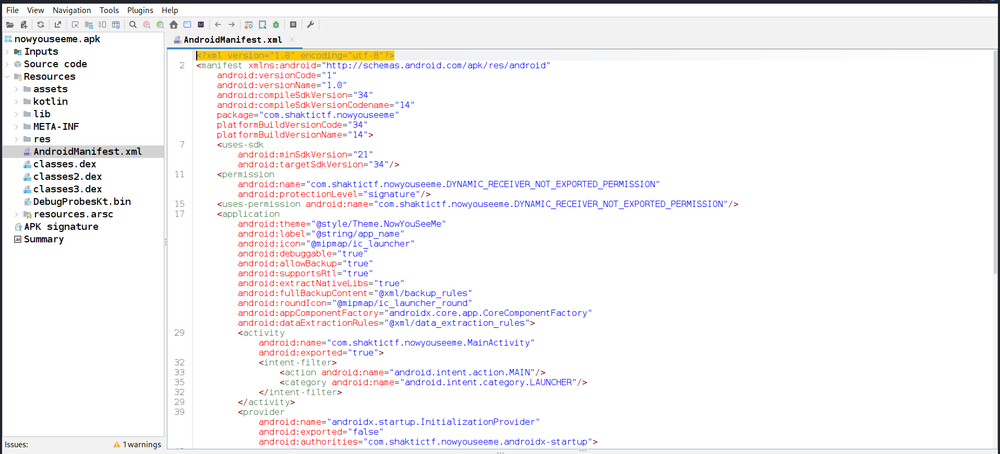 File View Navigation Tools Plugins Help
nowyouseeme.apk
Inputs
Source code
Resources
assets
kotlin
lib
META-INF
res
AndroidManifest.xml
classes.dex
classes2.dex
classes3.dex
DebugProbesKt.bin
resources.arsc
APK signature
Summary
Issues: 1 warnings
AndroidManifest.xml
<?xml version="1.0" encoding="utf-8"?>
2 <manifest xmlns:android="http://schemas.android.com/apk/res/android"
android:versionCode="1"
android:versionName="1.0"
android:compileSdkVersion="34"
android:compileSdkVersionCodename="14"
package="com.shaktictf.nowyouseeme"
platformBuildVersionCode="34"
platformBuildVersionName="14">
7 <uses-sdk
android:minSdkVersion="21"
android:targetSdkVersion="34"/>
11 <permission
android:name="com.shaktictf.nowyouseeme.DYNAMIC_RECEIVER_NOT_EXPORTED_PERMISSION"
android:protectionLevel="signature"/>
15 <uses-permission android:name="com.shaktictf.nowyouseeme.DYNAMIC_RECEIVER_NOT_EXPORTED_PERMISSION"/>
17 <application
android:theme="@style/Theme.NowYouSeeMe"
android:label="@string/app_name"
android:icon="@mipmap/ic_launcher"
android:debuggable="true"
android:allowBackup="true"
android:supportsRtl="true"
android:extractNativeLibs="true"
android:fullBackupContent="@xml/backup_rules"
android:roundIcon="@mipmap/ic_launcher_round"
android:appComponentFactory="androidx.core.app.CoreComponentFactory"
android:dataExtractionRules="@xml/data_extraction_rules">
29 <activity
android:name="com.shaktictf.nowyouseeme.MainActivity"
android:exported="true">
32 <intent-filter>
33 <action android:name="android.intent.action.MAIN"/>
35 <category android:name="android.intent.category.LAUNCHER"/>
32 </intent-filter>
29 </activity>
39 <provider
android:name="androidx.startup.InitializationProvider"
android:exported="false"
android:authorities="com.shaktictf.nowyouseeme.androidx-startup">